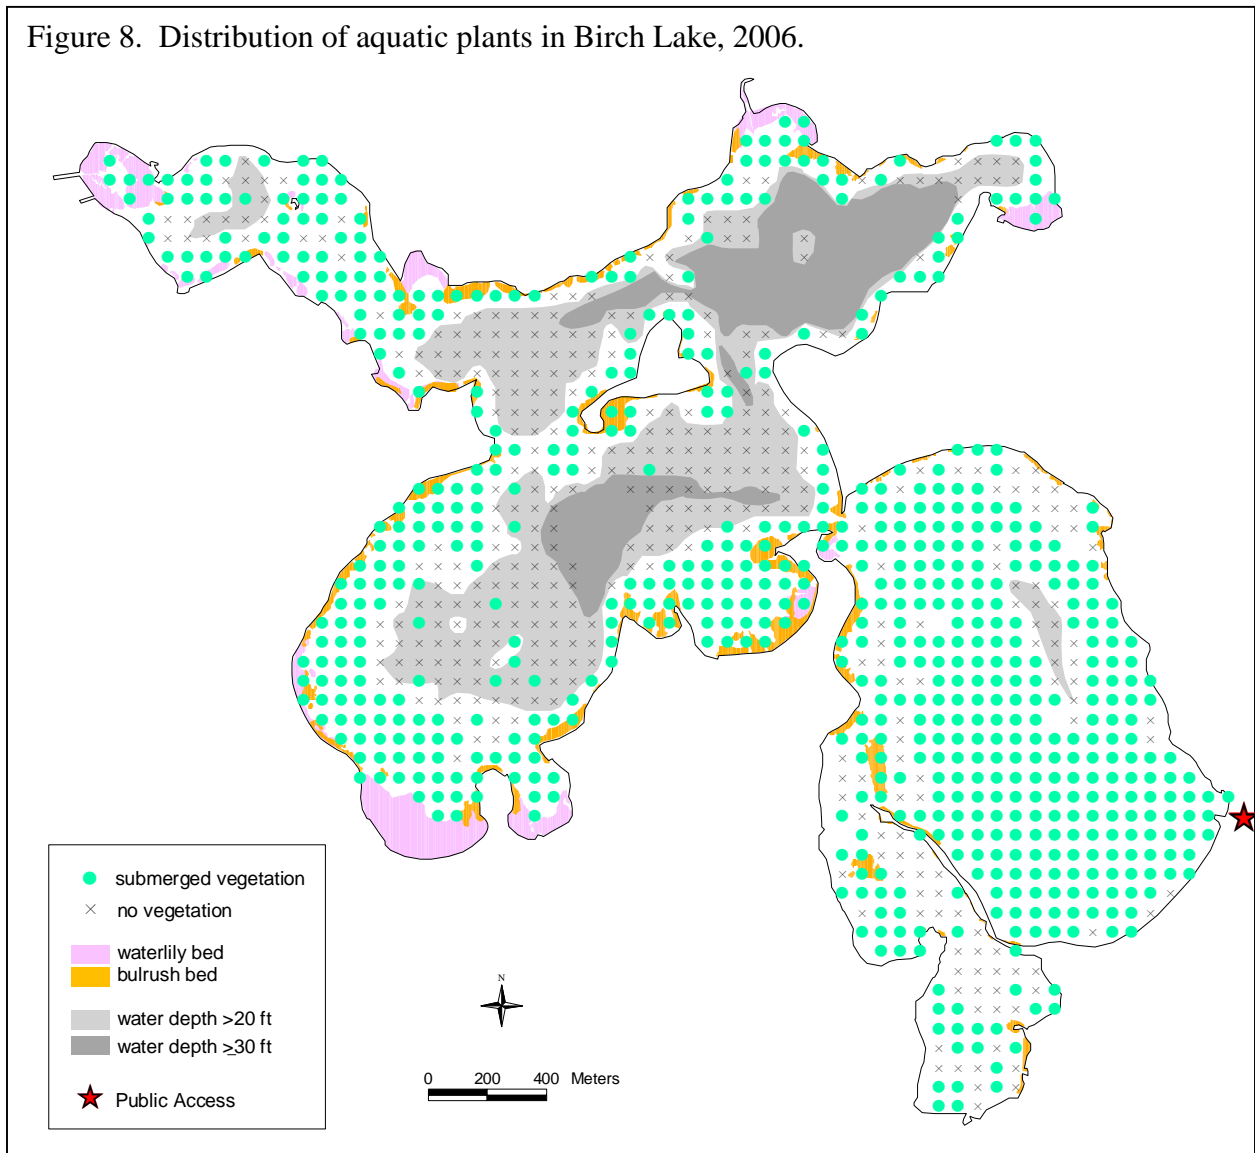 Figure 8.  Distribution of aquatic plants in Birch Lake, 2006.
submerged vegetation
no vegetation
waterlily bed
bulrush bed
water depth >20 ft
water depth ≥30 ft
Public Access
N
0 200 400 Meters